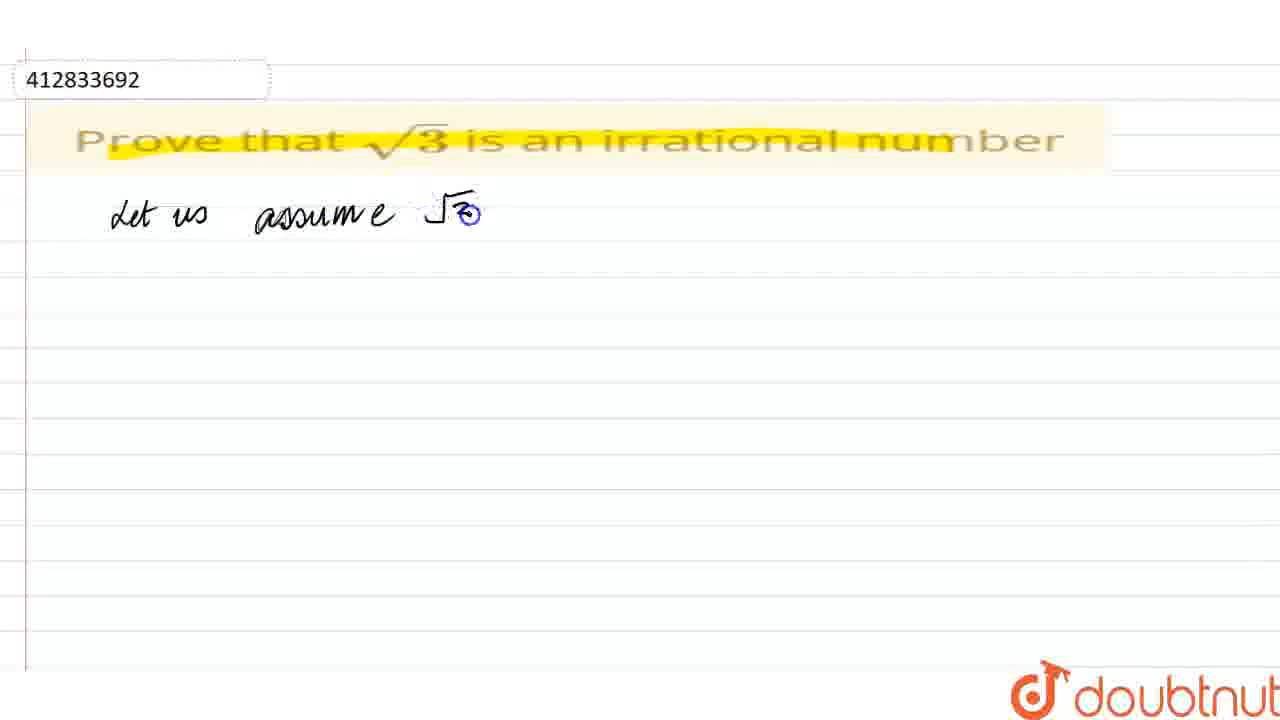 412833692
Prove that √3 is an irrational number
Let us assume √3
doubtnut